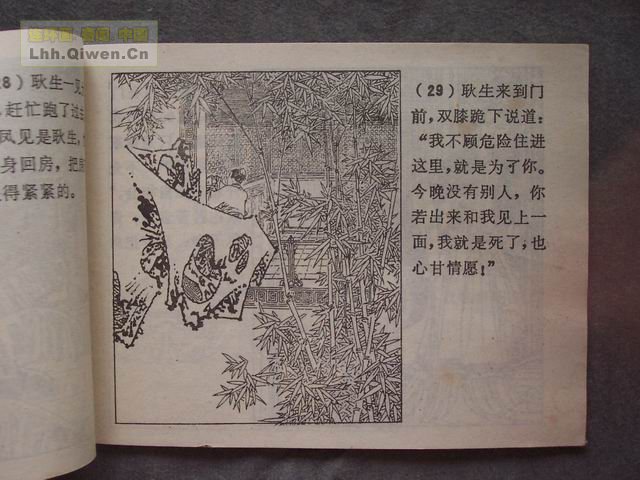 Lhh.Qiwen.Cn
8）耿生一见
，赶忙跑了过
风见是耿生，
身回房，把
得紧紧的。
（29）耿生来到门
前，双膝跪下说道：
“我不顾危险住进
这里，就是为了你。
今晚没有别人，你
若出来和我见上一
面，我就是死了，也
心甘情愿！”